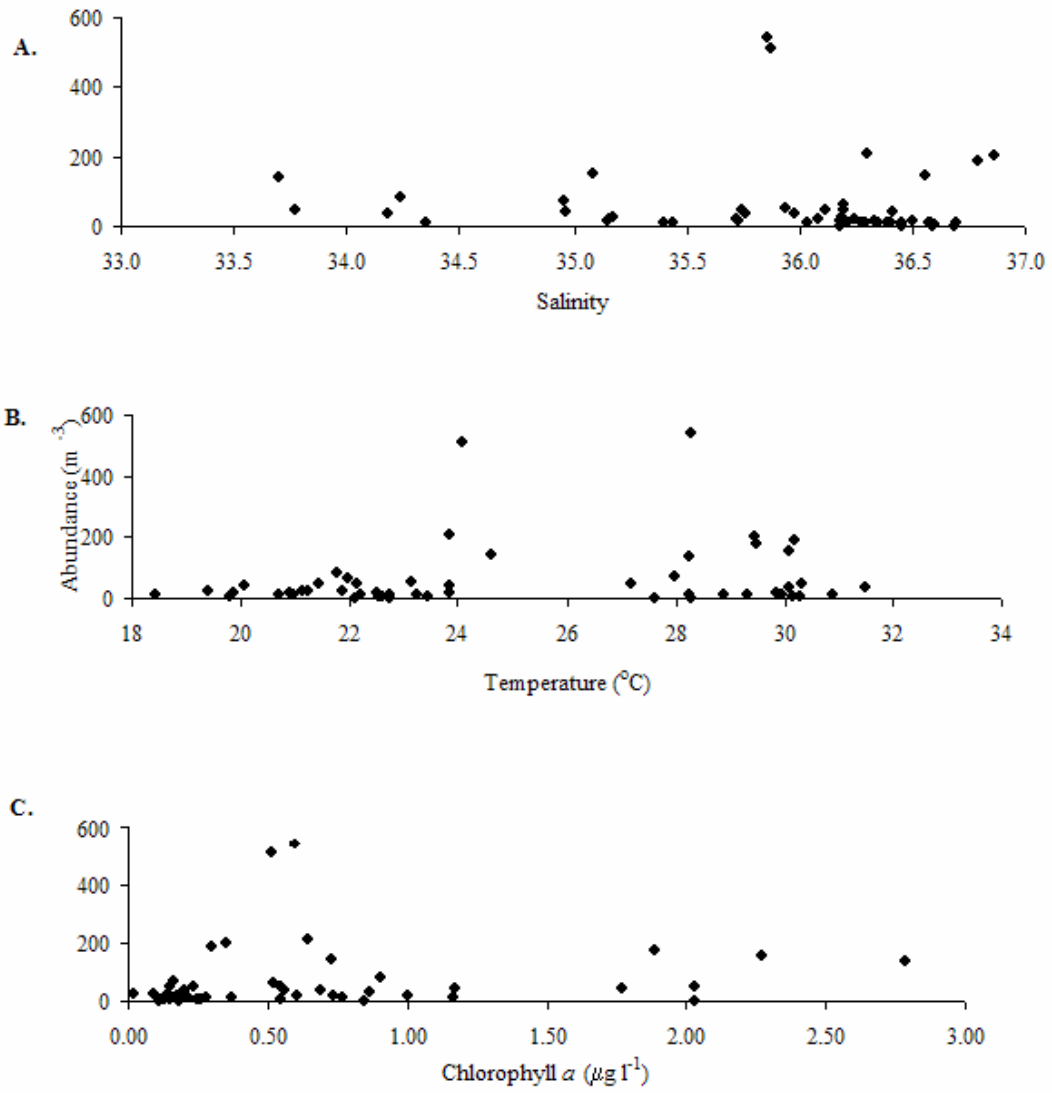 A.
600
400
200
0
33.0 33.5 34.0 34.5 35.0 35.5 36.0 36.5 37.0
Salinity
B.
Abundance (m⁻³)
600
400
200
0
18 20 22 24 26 28 30 32 34
Temperature (⁰C)
C.
600
400
200
0
0.00 0.50 1.00 1.50 2.00 2.50 3.00
Chlorophyll a (μg l⁻¹)